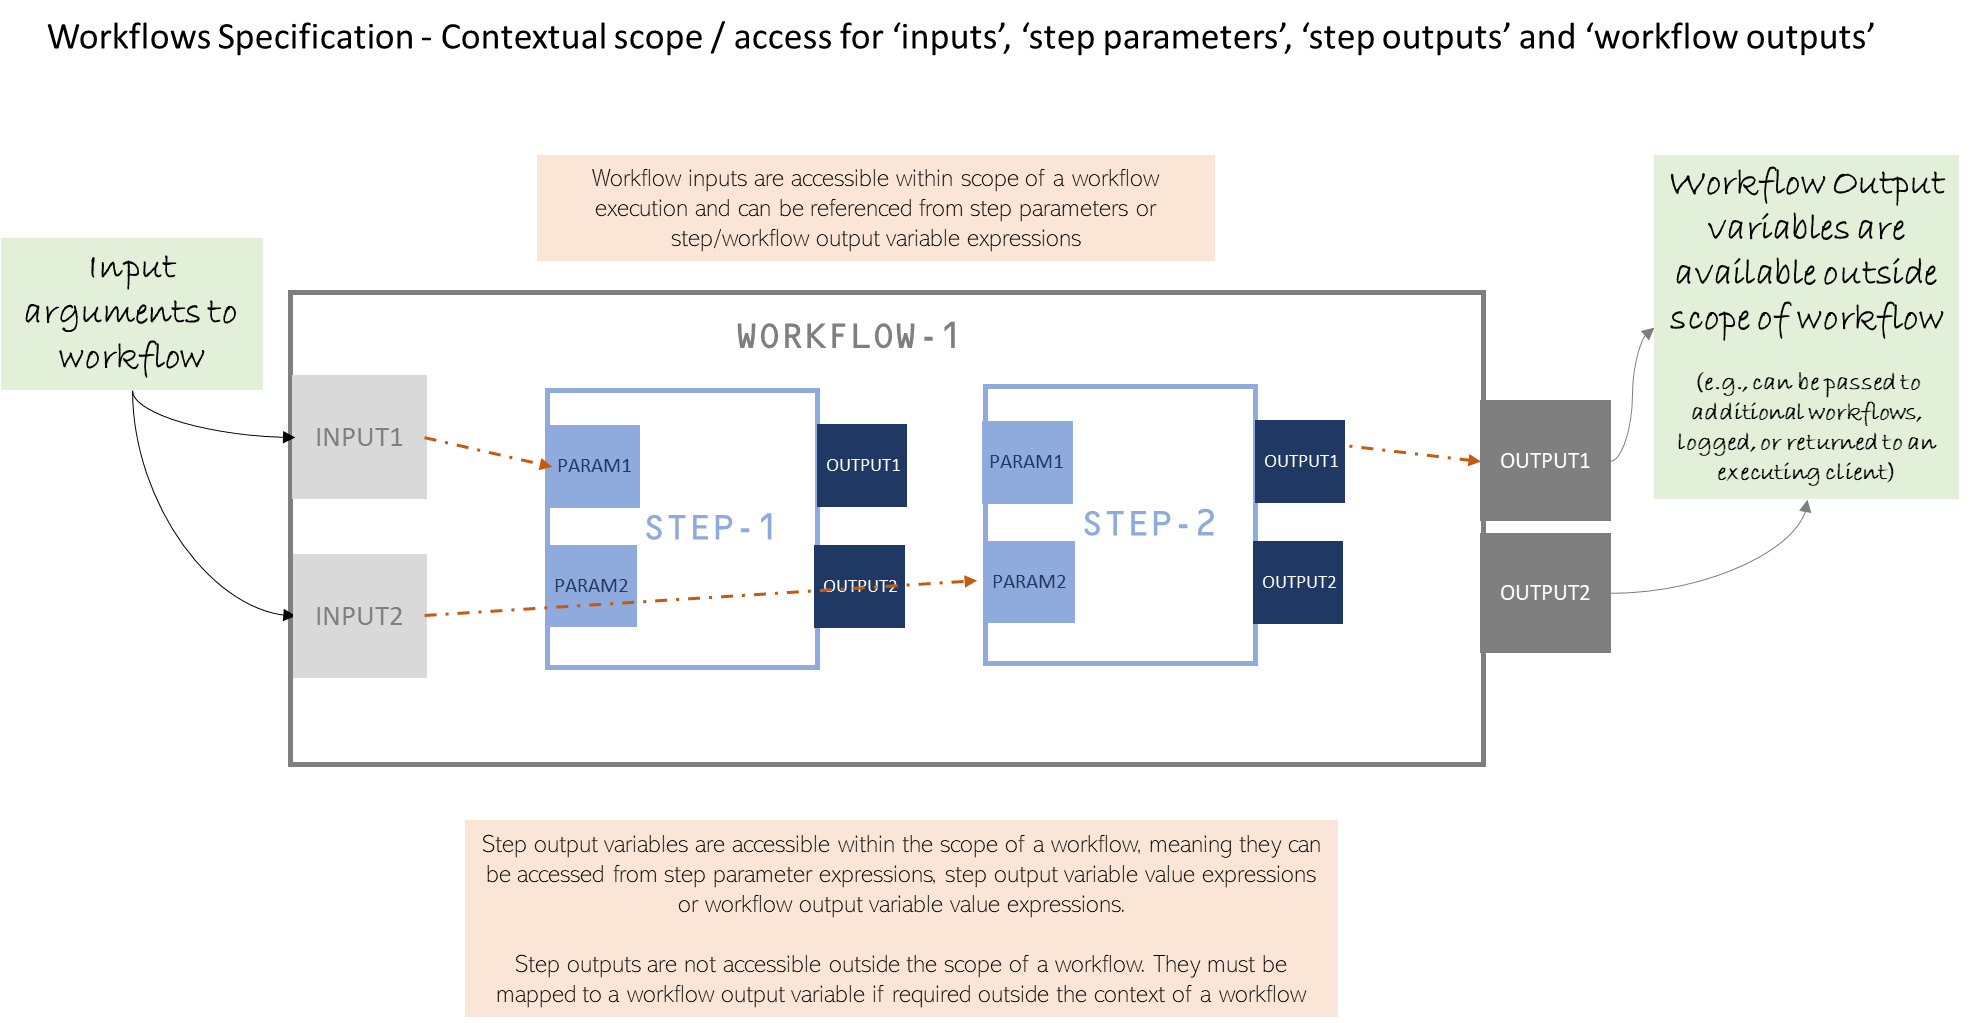 Workflows Specification - Contextual scope / access for ‘inputs’, ‘step parameters’, ‘step outputs’ and ‘workflow outputs’
Workflow inputs are accessible within scope of a workflow
execution and can be referenced from step parameters or
step/workflow output variable expressions
Input
arguments to
workflow
Workflow Output
variables are
available outside
scope of workflow
(e.g., can be passed to
additional workflows,
logged, or returned to an
executing client)
WORKFLOW-1
INPUT1
INPUT2
PARAM1
STEP-1
PARAM2
OUTPUT1
OUTPUT2
PARAM1
STEP-2
PARAM2
OUTPUT1
OUTPUT2
OUTPUT1
OUTPUT2
Step output variables are accessible within the scope of a workflow, meaning they can
be accessed from step parameter expressions, step output variable value expressions
or workflow output variable value expressions.
Step outputs are not accessible outside the scope of a workflow. They must be
mapped to a workflow output variable if required outside the context of a workflow